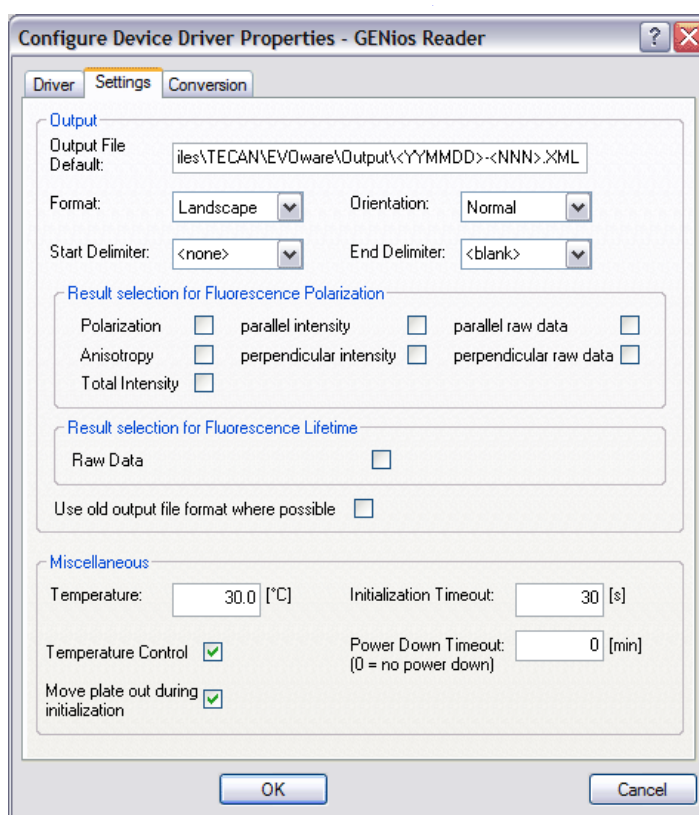 Configure Device Driver Properties - GENios Reader
Driver Settings Conversion
Output
Output File
Default:
iles\TECAN\EVOware\Output\<YYMMDD>-<NNN>.XML
Format: Landscape Orientation: Normal
Start Delimiter: <none> End Delimiter: <blank>
Result selection for Fluorescence Polarization
Polarization parallel intensity parallel raw data
Anisotropy perpendicular intensity perpendicular raw data
Total Intensity
Result selection for Fluorescence Lifetime
Raw Data
Use old output file format where possible
Miscellaneous
Temperature: 30.0 [°C] Initialization Timeout: 30 [s]
Temperature Control Power Down Timeout: 0 [min]
(0 = no power down)
Move plate out during
initialization
OK Cancel